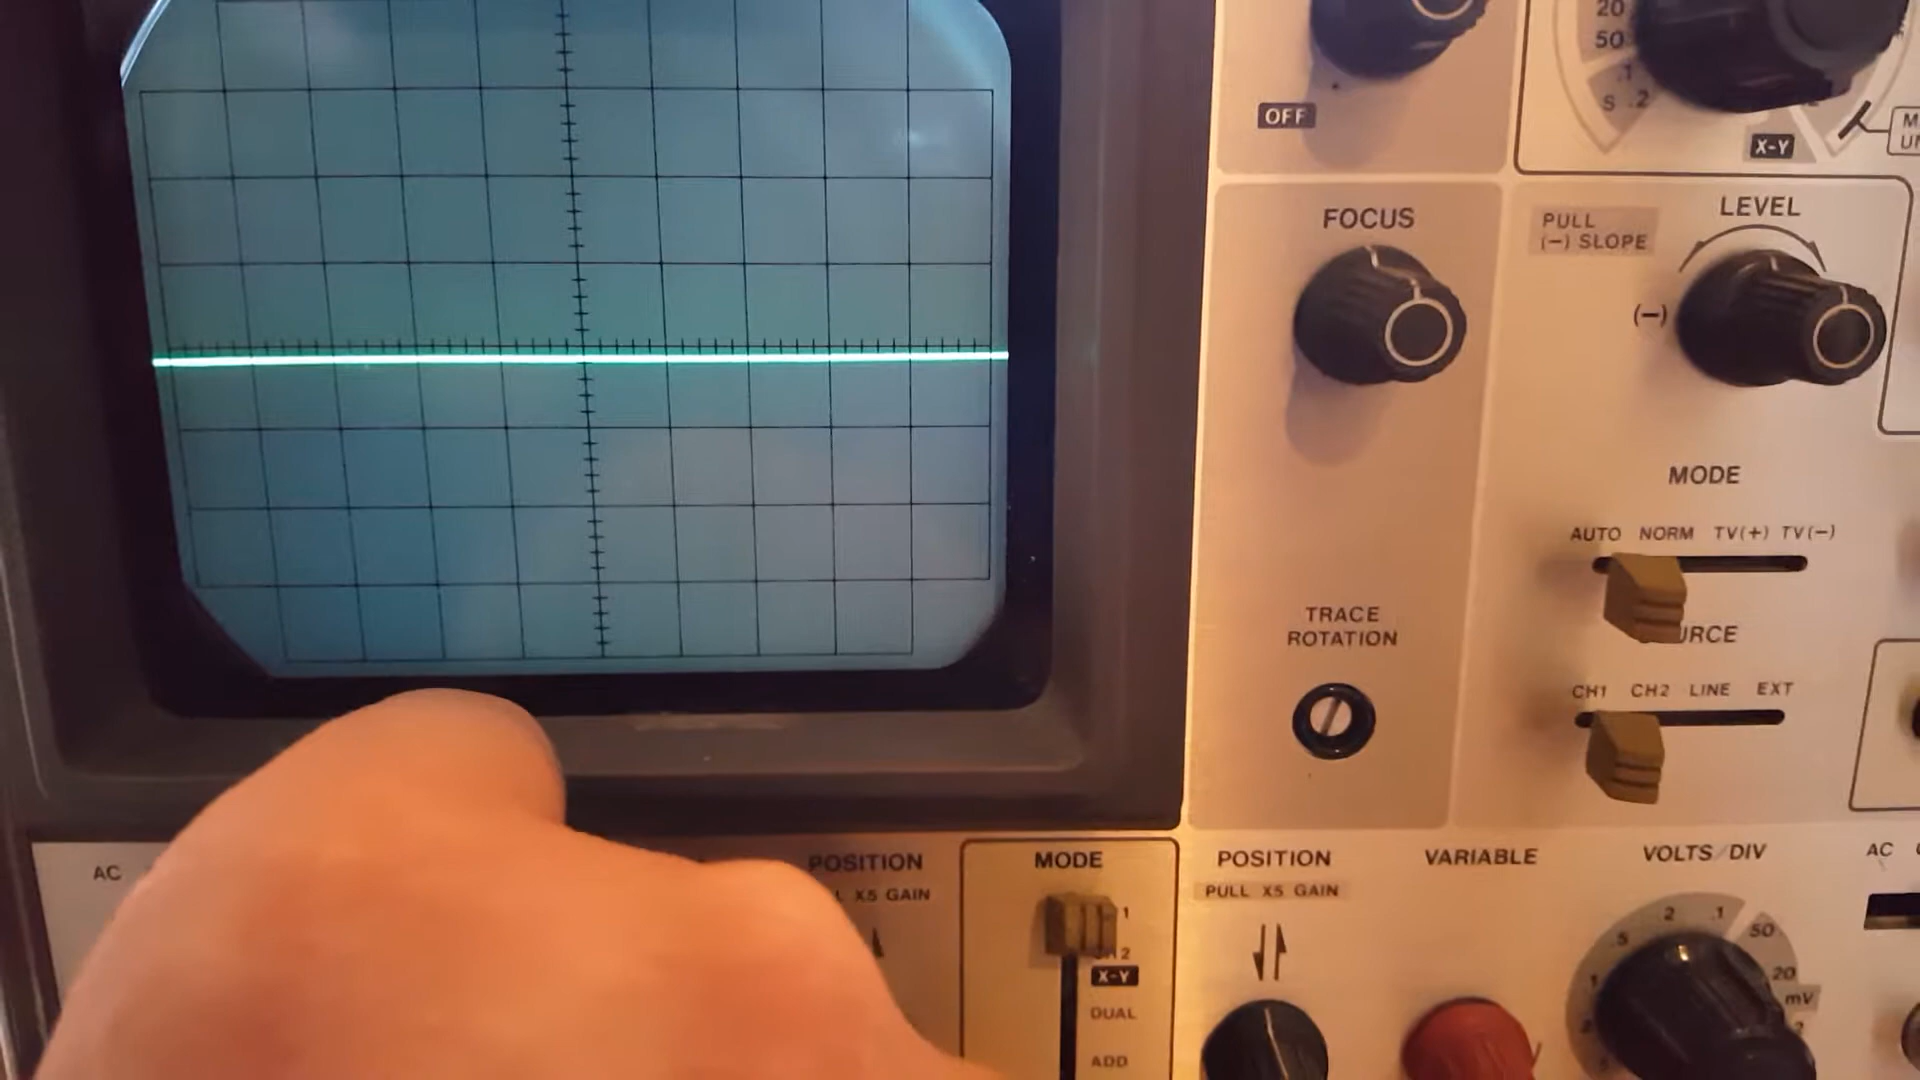 20
50
.1
S .2
OFF
X-Y
FOCUS
PULL
(−) SLOPE
LEVEL
(−)
MODE
AUTO NORM TV(+) TV(−)
TRACE
ROTATION
CH1 CH2 LINE EXT
AC
POSITION
X5 GAIN
MODE
1
2
X-Y
DUAL
ADD
POSITION
PULL X5 GAIN
VARIABLE
VOLTS/DIV
.2 .1
.5 50
1 20
mV
2
AC